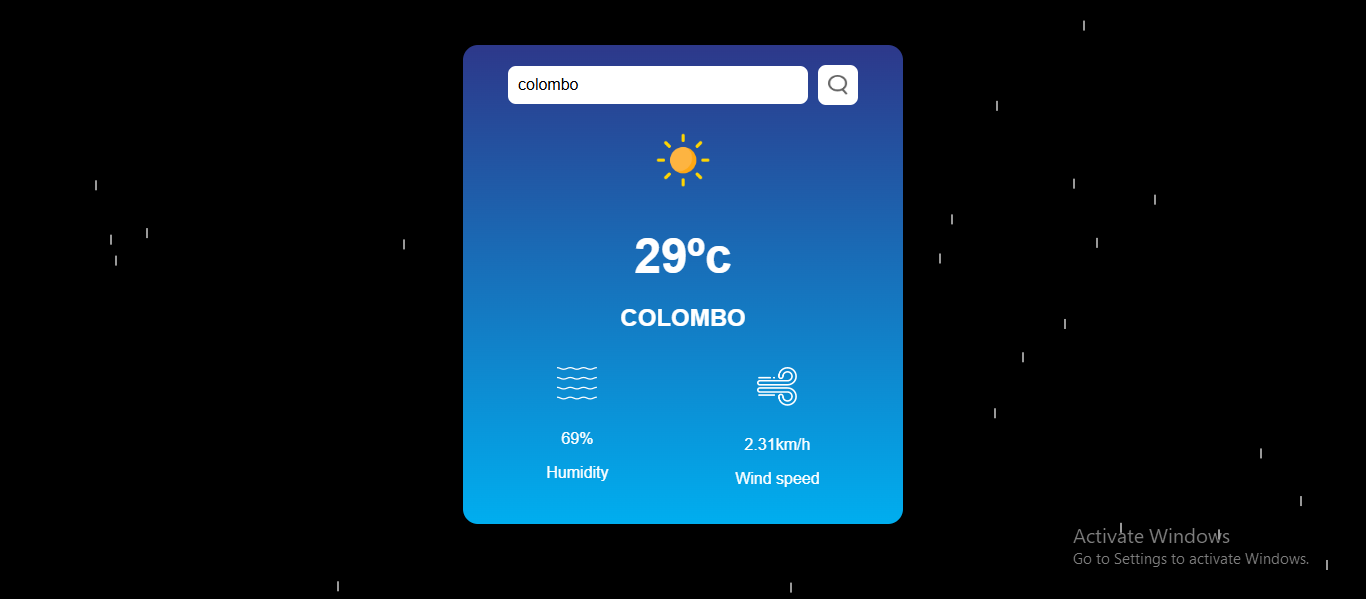 colombo
29ºc
COLOMBO
69%
2.31km/h
Humidity
Wind speed
Activate Windows
Go to Settings to activate Windows.